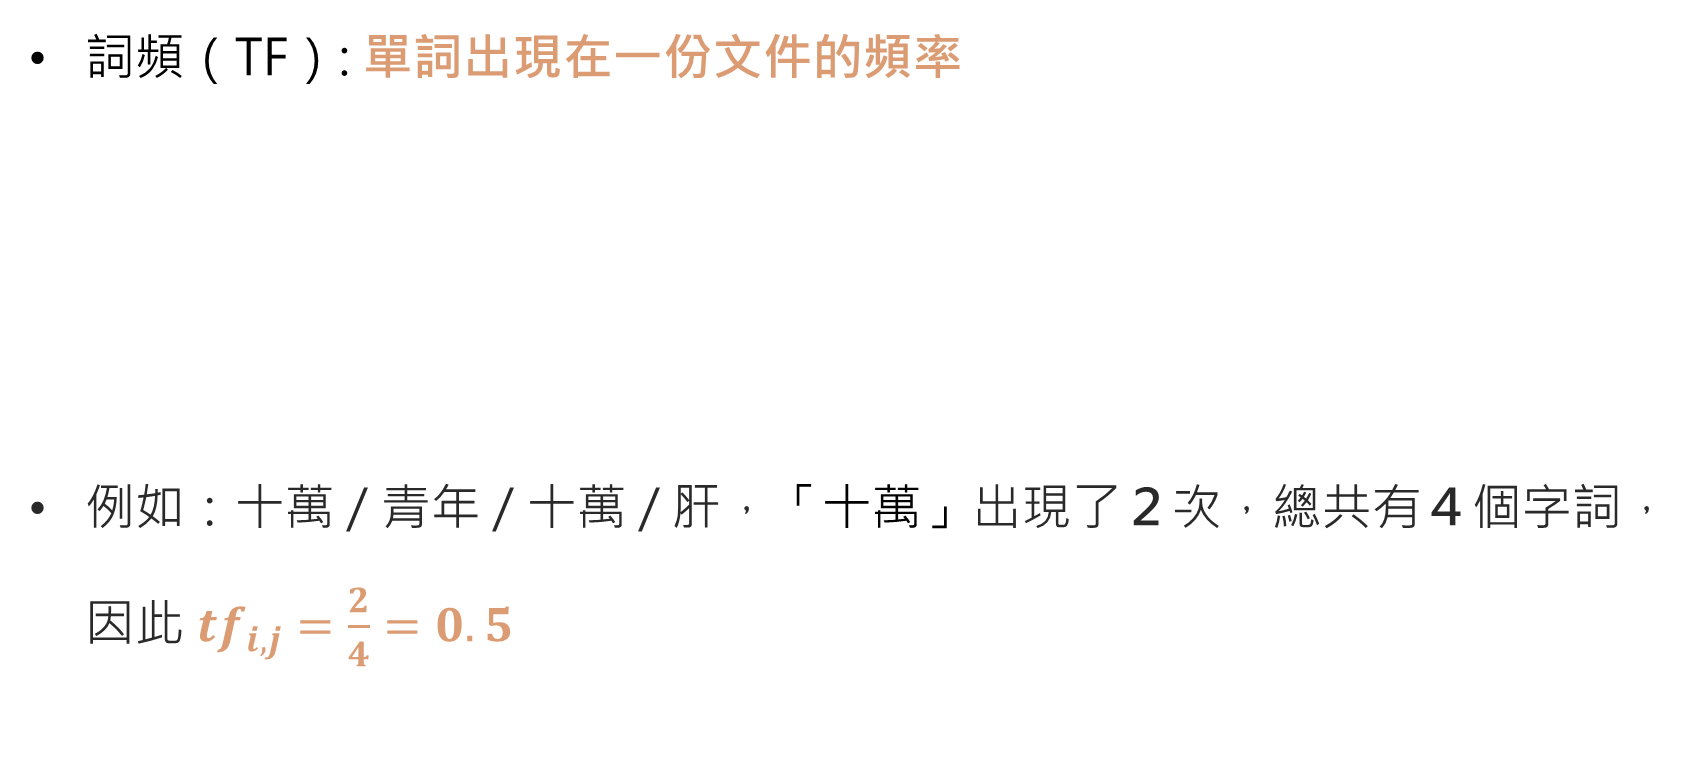 • 詞頻（TF）: 單詞出現在一份文件的頻率
• 例如：十萬 / 青年 / 十萬 / 肝，「十萬」出現了 2 次，總共有 4 個字詞，
因此 tf_{i,j} = \frac{2}{4} = 0.5